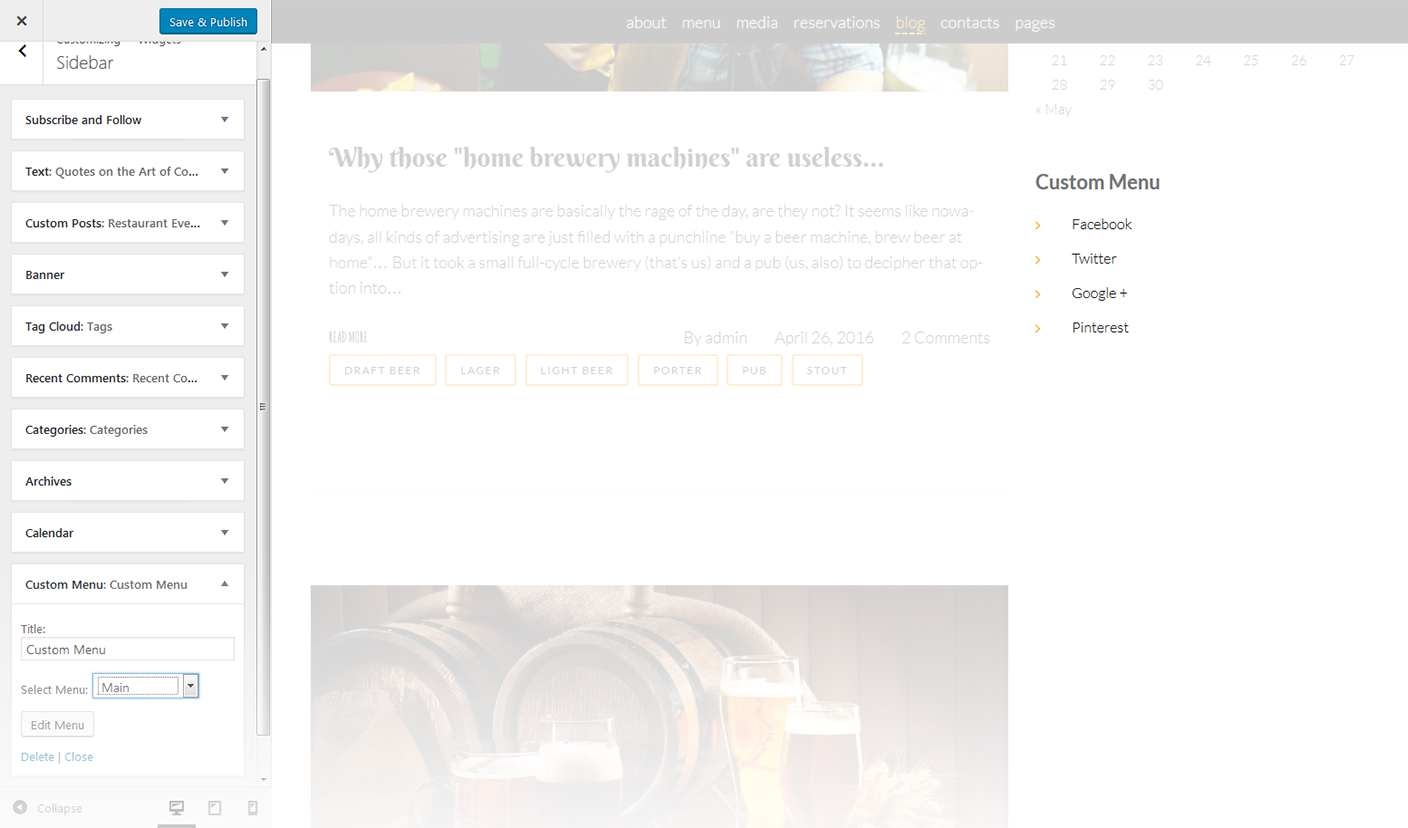 Save & Publish
Customizing Widgets
Sidebar
Subscribe and Follow
Text: Quotes on the Art of Co...
Custom Posts: Restaurant Eve...
Banner
Tag Cloud: Tags
Recent Comments: Recent Co...
Categories: Categories
Archives
Calendar
Custom Menu: Custom Menu
Title:
Custom Menu
Select Menu: Main
Edit Menu
Delete | Close
Collapse
about menu media reservations blog contacts pages
Why those "home brewery machines" are useless...
The home brewery machines are basically the rage of the day, are they not? It seems like nowa-
days, all kinds of advertising are just filled with a punchline “buy a beer machine, brew beer at
home”… But it took a small full-cycle brewery (that’s us) and a pub (us, also) to decipher that op-
tion into…
READ MORE By admin April 26, 2016 2 Comments
DRAFT BEER LAGER LIGHT BEER PORTER PUB STOUT
21 22 23 24 25 26 27
28 29 30
« May
Custom Menu
Facebook
Twitter
Google +
Pinterest